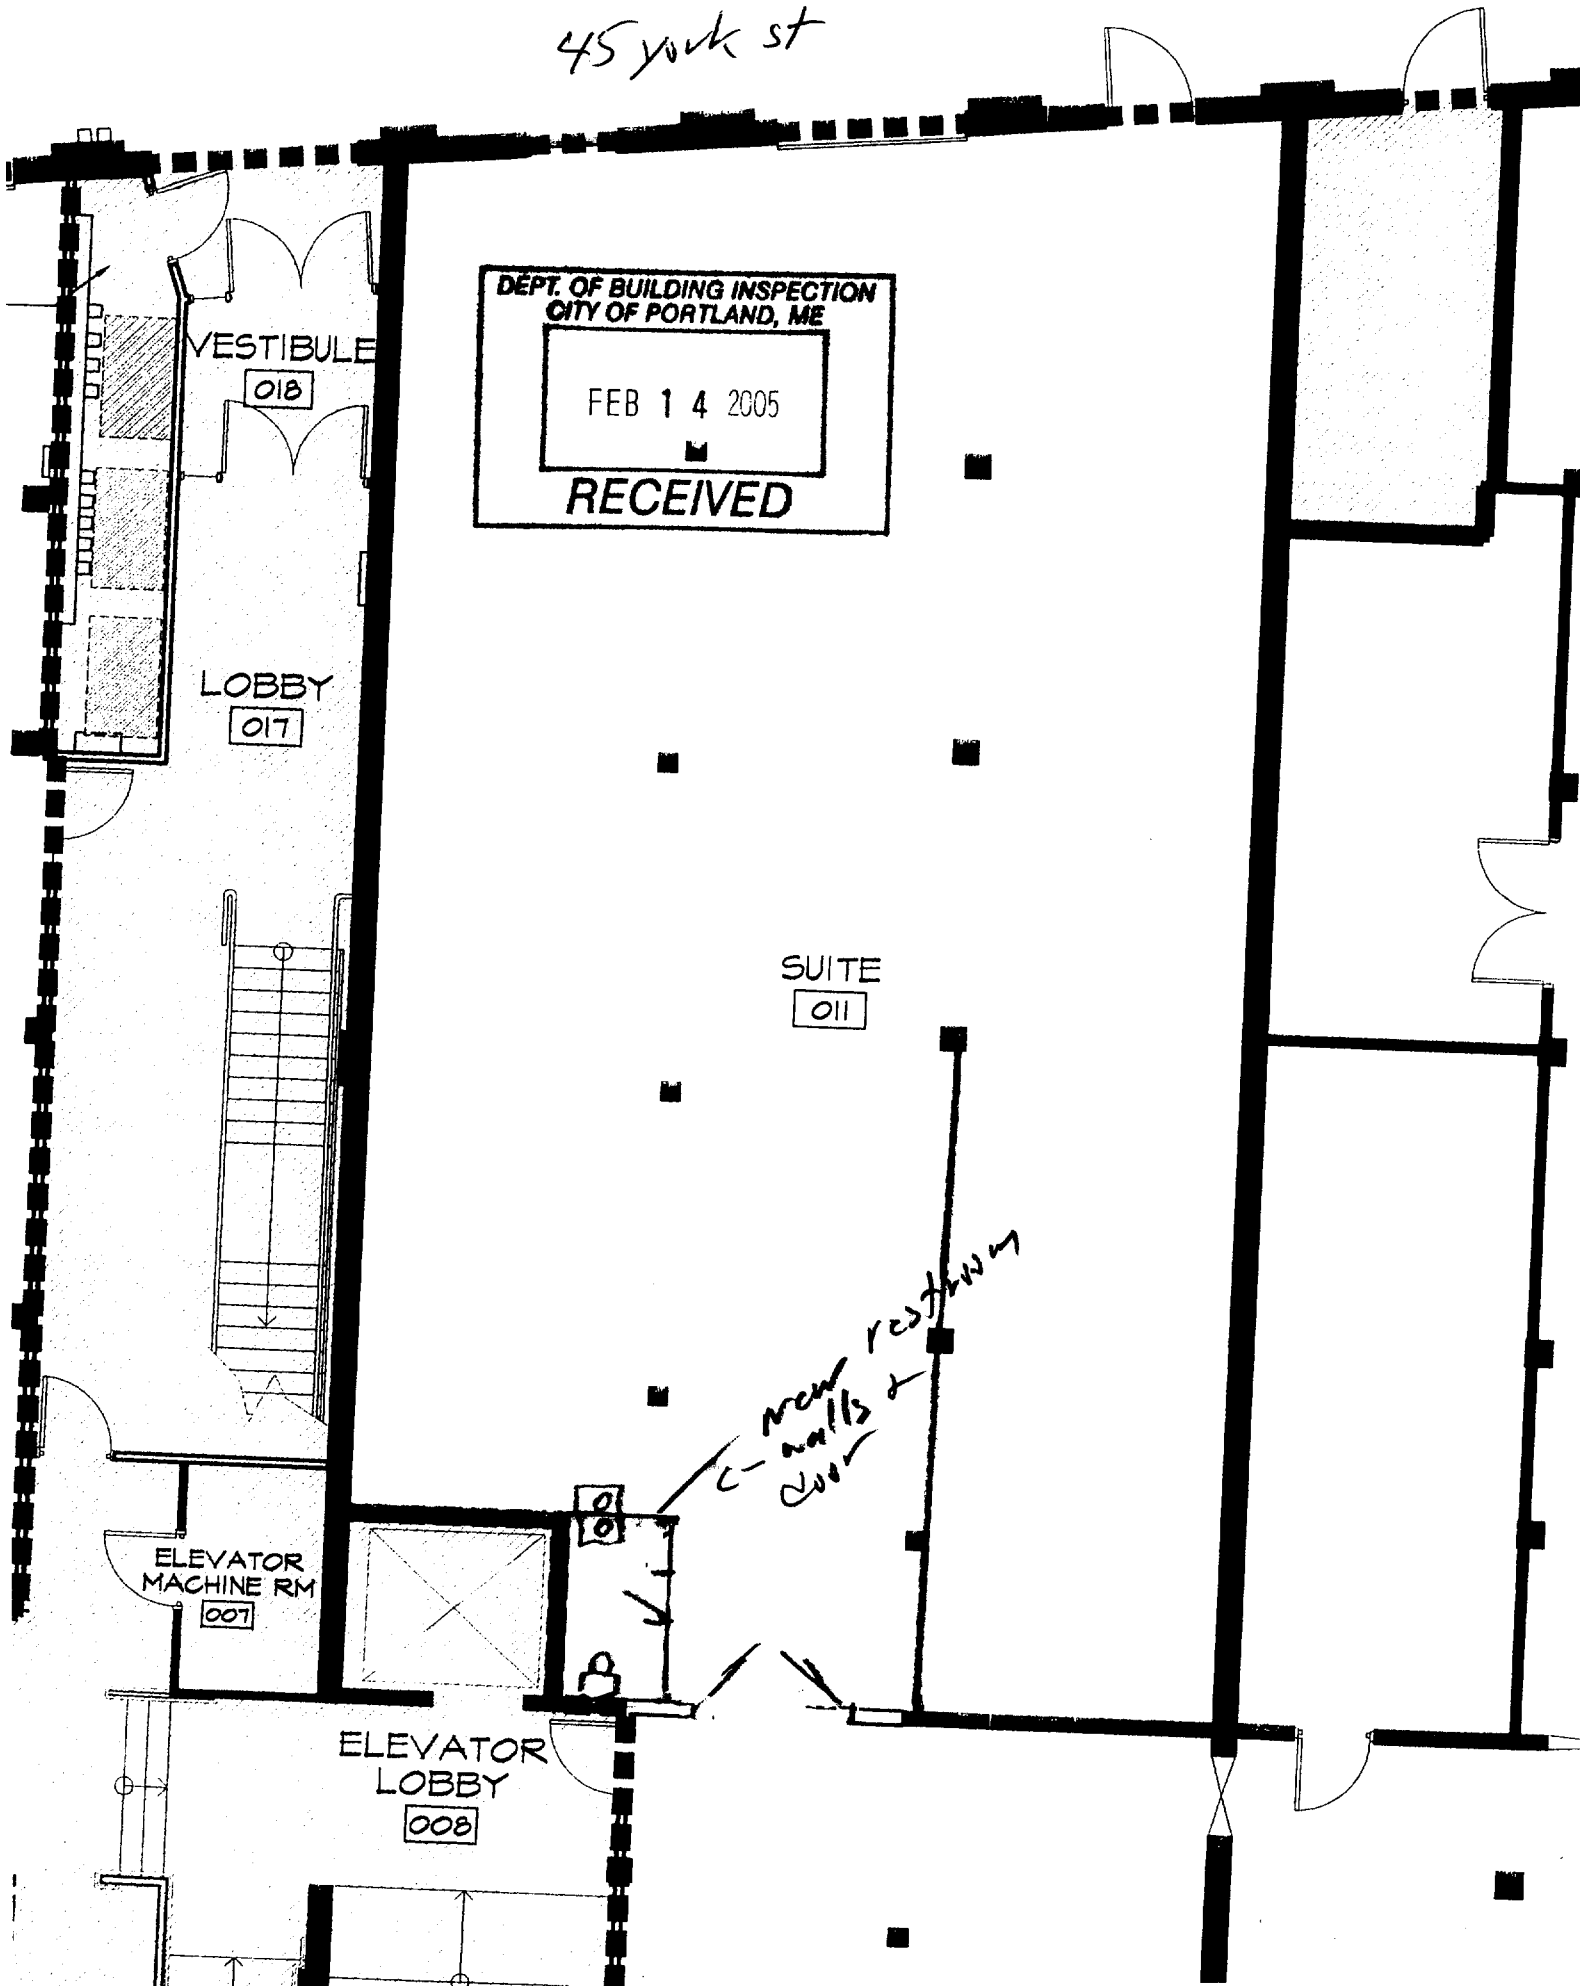 45 york st
DEPT. OF BUILDING INSPECTION
CITY OF PORTLAND, ME
FEB 14 2005
RECEIVED
VESTIBULE
018
LOBBY
017
SUITE
011
new restroom
walls &
door
ELEVATOR
MACHINE RM
007
ELEVATOR
LOBBY
008